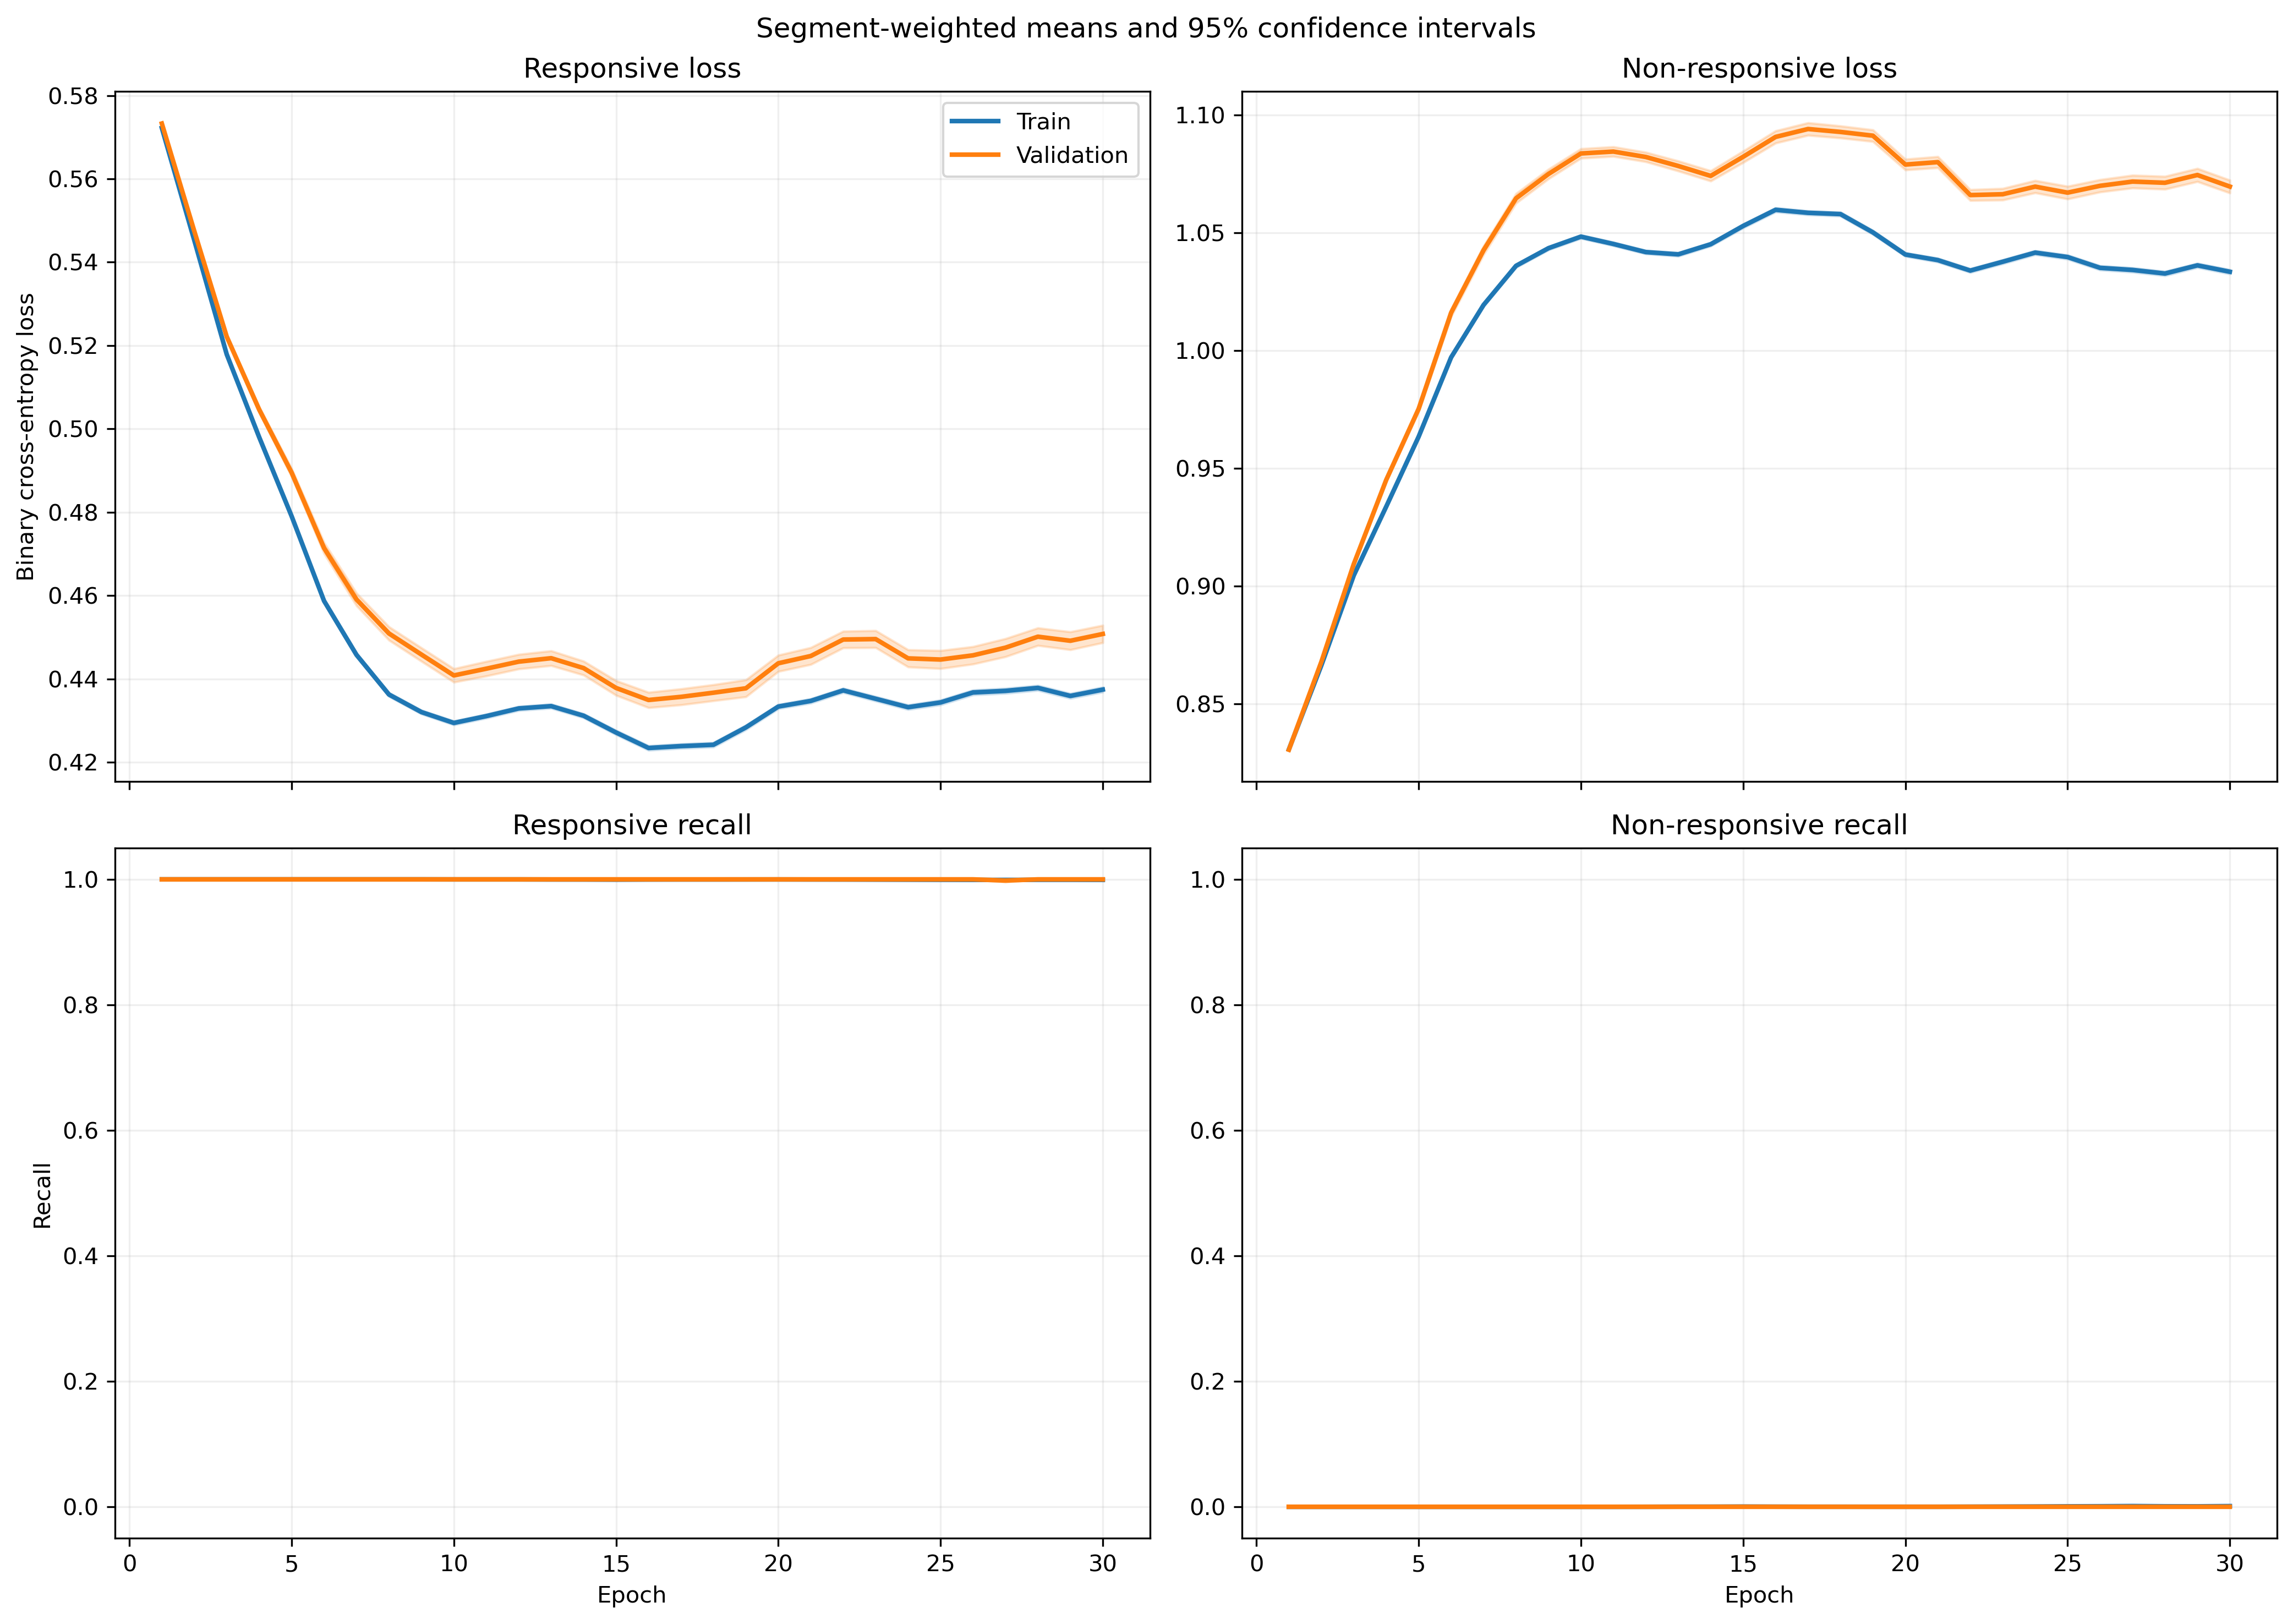 Segment-weighted means and 95% confidence intervals
Responsive loss
Binary cross-entropy loss
0.58
0.56
0.54
0.52
0.50
0.48
0.46
0.44
0.42
Train
Validation
Non-responsive loss
1.10
1.05
1.00
0.95
0.90
0.85
Responsive recall
Recall
1.0
0.8
0.6
0.4
0.2
0.0
0 5 10 15 20 25 30
Epoch
Non-responsive recall
1.0
0.8
0.6
0.4
0.2
0.0
0 5 10 15 20 25 30
Epoch